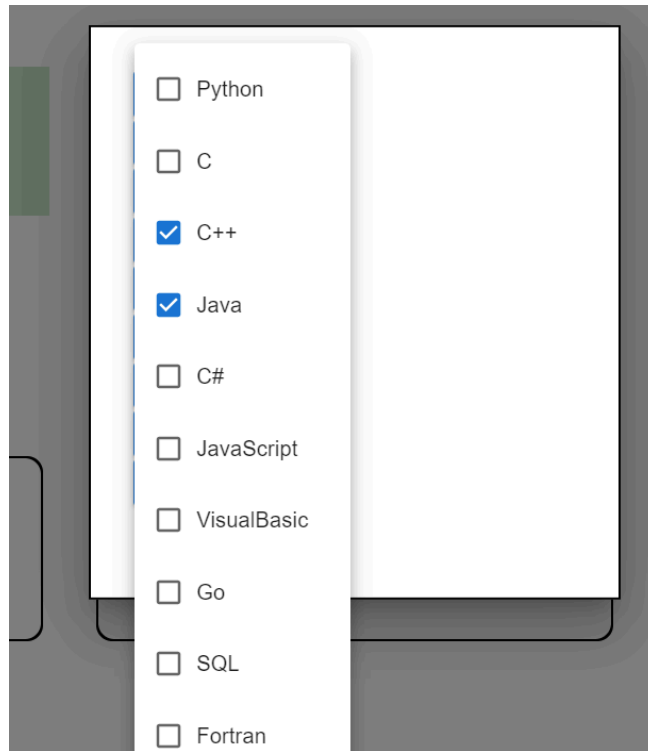 Python
C
C++
Java
C#
JavaScript
VisualBasic
Go
SQL
Fortran